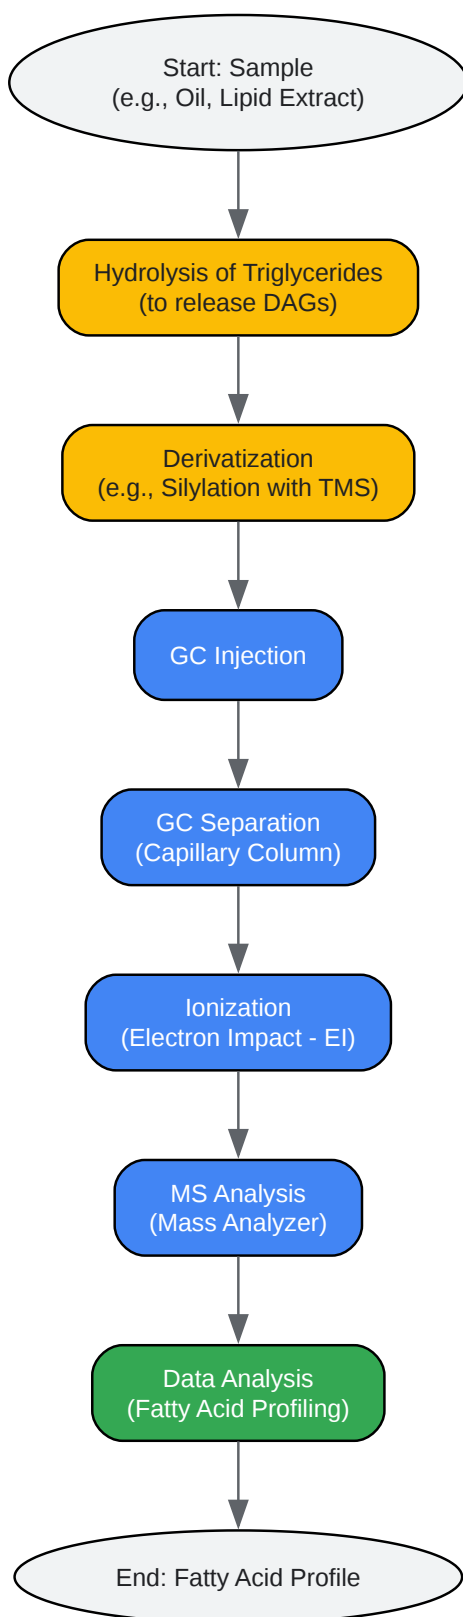 Start: Sample
(e.g., Oil, Lipid Extract)
Hydrolysis of Triglycerides
(to release DAGs)
Derivatization
(e.g., Silylation with TMS)
GC Injection
GC Separation
(Capillary Column)
Ionization
(Electron Impact - EI)
MS Analysis
(Mass Analyzer)
Data Analysis
(Fatty Acid Profiling)
End: Fatty Acid Profile